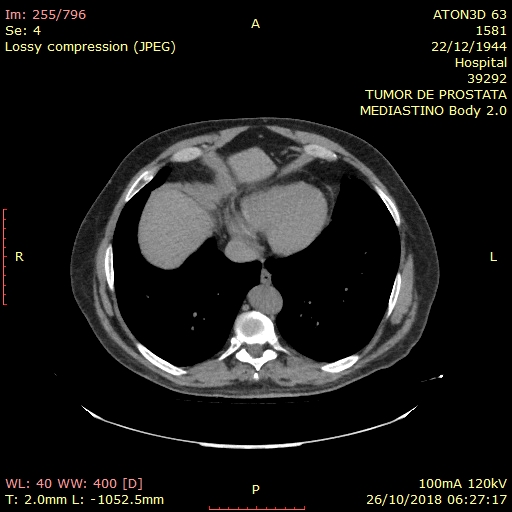 Im: 255/796
Se: 4
Lossy compression (JPEG)
A
ATON3D 63
1581
22/12/1944
Hospital
39292
TUMOR DE PROSTATA
MEDIASTINO Body 2.0
R
L
WL: 40 WW: 400 [D]
T: 2.0mm L: -1052.5mm
P
100mA 120kV
26/10/2018 06:27:17